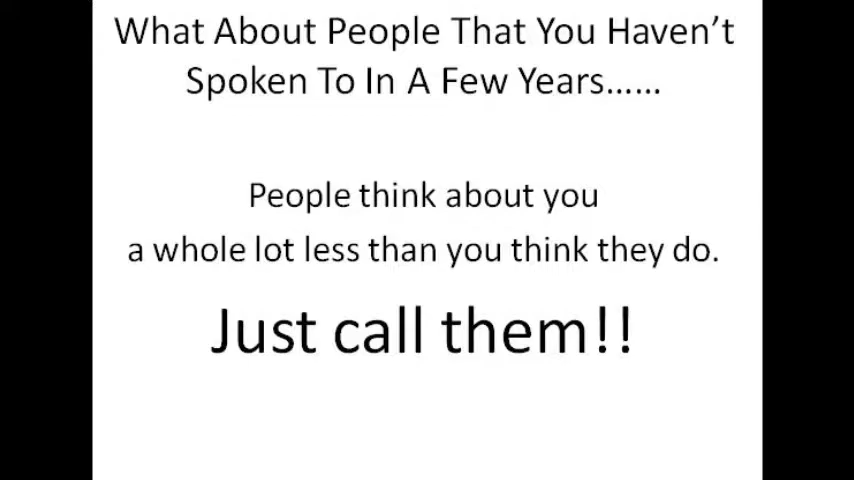 What About People That You Haven’t
Spoken To In A Few Years……
People think about you
a whole lot less than you think they do.
Just call them!!